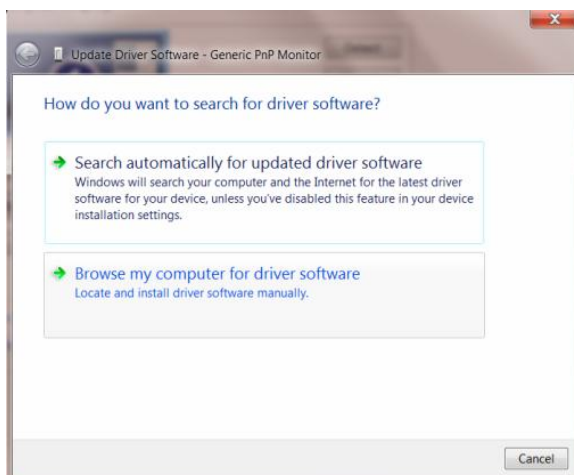 Update Driver Software - Generic PnP Monitor
How do you want to search for driver software?
Search automatically for updated driver software
Windows will search your computer and the Internet for the latest driver
software for your device, unless you've disabled this feature in your device
installation settings.
Browse my computer for driver software
Locate and install driver software manually.
Cancel